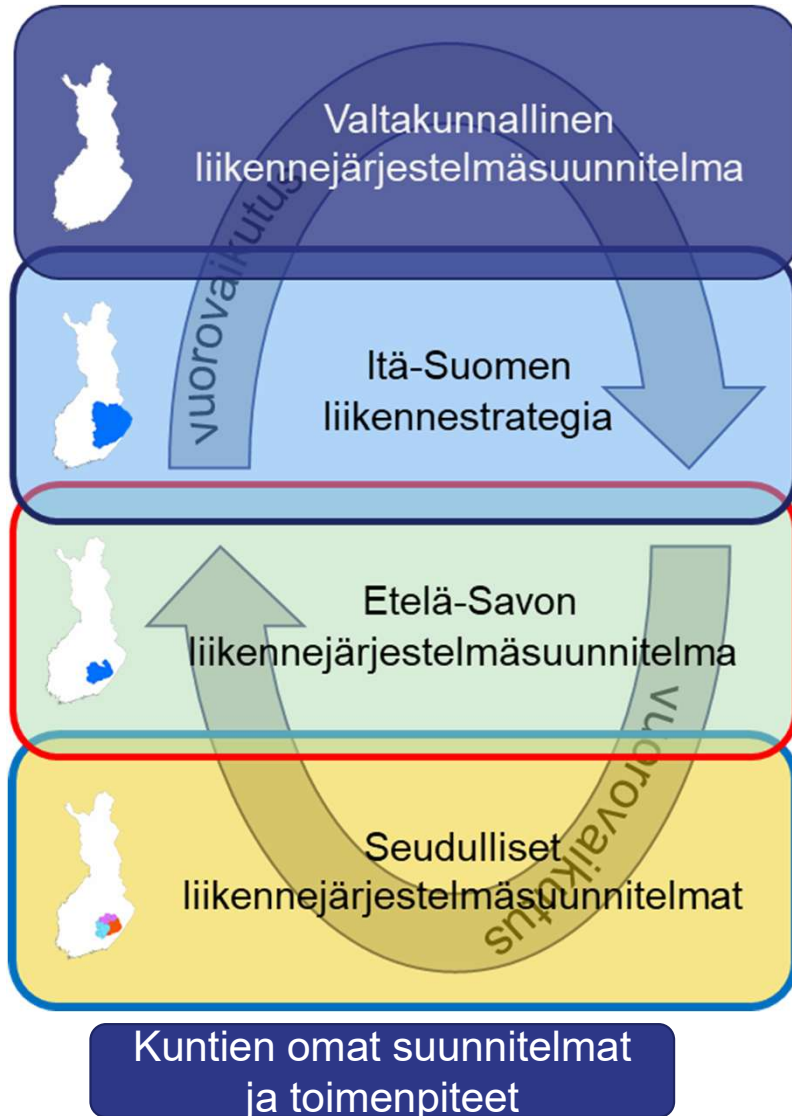 Valtakunnallinen
liikennejärjestelmäsuunnitelma
vuorovaikutus
Itä-Suomen
liikennestrategia
Etelä-Savon
liikennejärjestelmäsuunnitelma
vuorovaikutus
Seudulliset
liikennejärjestelmäsuunnitelmat
Kuntien omat suunnitelmat
ja toimenpiteet